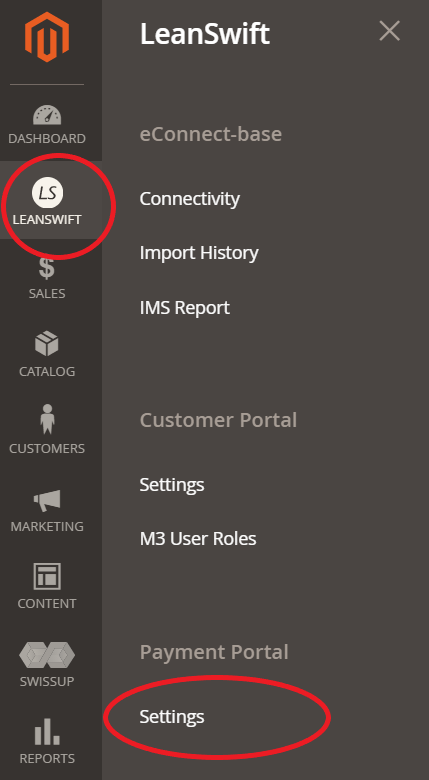 DASHBOARD
LS
LEANSWIFT
$
SALES
CATALOG
CUSTOMERS
MARKETING
CONTENT
SWISSUP
REPORTS
LeanSwift
eConnect-base
Connectivity
Import History
IMS Report
Customer Portal
Settings
M3 User Roles
Payment Portal
Settings